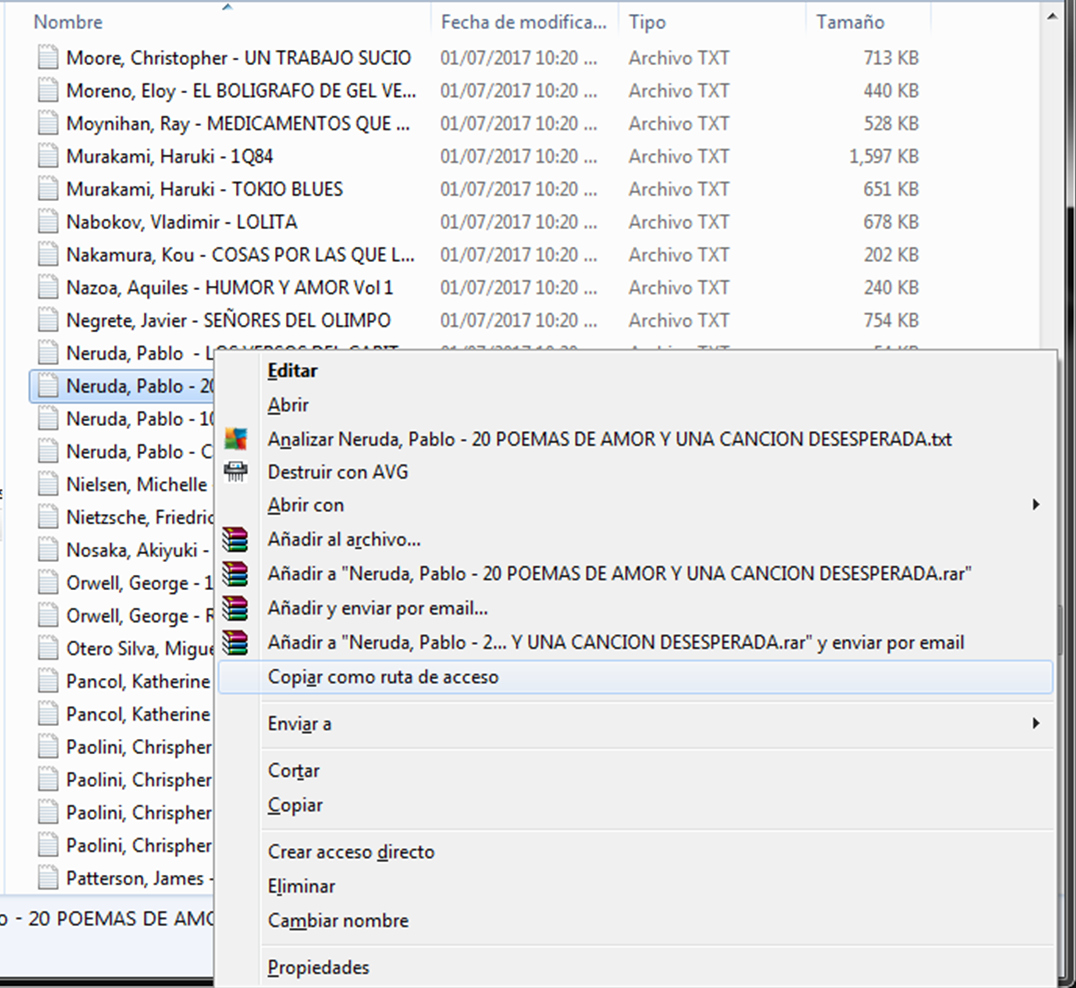 Nombre Fecha de modifica... Tipo Tamaño
Moore, Christopher - UN TRABAJO SUCIO 01/07/2017 10:20 ... Archivo TXT 713 KB
Moreno, Eloy - EL BOLIGRAFO DE GEL VE... 01/07/2017 10:20 ... Archivo TXT 440 KB
Moynihan, Ray - MEDICAMENTOS QUE ... 01/07/2017 10:20 ... Archivo TXT 528 KB
Murakami, Haruki - 1Q84 01/07/2017 10:20 ... Archivo TXT 1,597 KB
Murakami, Haruki - TOKIO BLUES 01/07/2017 10:20 ... Archivo TXT 651 KB
Nabokov, Vladimir - LOLITA 01/07/2017 10:20 ... Archivo TXT 678 KB
Nakamura, Kou - COSAS POR LAS QUE L... 01/07/2017 10:20 ... Archivo TXT 202 KB
Nazoa, Aquiles - HUMOR Y AMOR Vol 1 01/07/2017 10:20 ... Archivo TXT 240 KB
Negrete, Javier - SEÑORES DEL OLIMPO 01/07/2017 10:20 ... Archivo TXT 754 KB
Neruda, Pablo - LOS VERSOS DEL CAPIT
Neruda, Pablo - 20
Neruda, Pablo - 10
Neruda, Pablo - C
Nielsen, Michelle
Nietzsche, Friedric
Nosaka, Akiyuki -
Orwell, George - 1
Orwell, George - R
Otero Silva, Migue
Pancol, Katherine
Pancol, Katherine
Paolini, Chrispher
Paolini, Chrispher
Paolini, Chrispher
Paolini, Chrispher
Patterson, James -
o - 20 POEMAS DE AMO
Editar
Abrir
Analizar Neruda, Pablo - 20 POEMAS DE AMOR Y UNA CANCION DESESPERADA.txt
Destruir con AVG
Abrir con
Añadir al archivo...
Añadir a "Neruda, Pablo - 20 POEMAS DE AMOR Y UNA CANCION DESESPERADA.rar"
Añadir y enviar por email...
Añadir a "Neruda, Pablo - 2... Y UNA CANCION DESESPERADA.rar" y enviar por email
Copiar como ruta de acceso
Enviar a
Cortar
Copiar
Crear acceso directo
Eliminar
Cambiar nombre
Propiedades